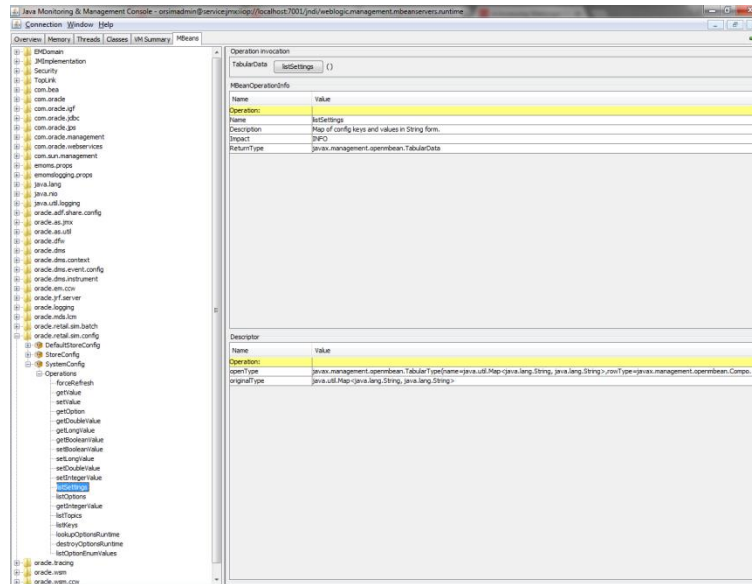 Java Monitoring & Management Console - orsimadmin@service:jmx:iiop://localhost:7001/jndi/weblogic.management.mbeanservers.runtime
Connection Window Help
Overview Memory Threads Classes VM Summary MBeans
EMDomain
JMImplementation
Security
TopLink
com.bea
com.oracle
com.oracle.igf
com.oracle.jdbc
com.oracle.jps
com.oracle.management
com.oracle.webservices
com.sun.management
emoms.props
emomslogging.props
java.lang
java.nio
java.util.logging
oracle.adf.share.config
oracle.as.jmx
oracle.as.util
oracle.dfw
oracle.dms
oracle.dms.context
oracle.dms.event.config
oracle.dms.instrument
oracle.em.ccw
oracle.jrf.server
oracle.logging
oracle.mds.lcm
oracle.retail.sim.batch
oracle.retail.sim.config
DefaultStoreConfig
StoreConfig
SystemConfig
Operations
forceRefresh
getValue
setValue
getOption
getDoubleValue
getLongValue
getBooleanValue
setBooleanValue
setLongValue
setDoubleValue
setIntegerValue
listSettings
listOptions
getIntegerValue
listTopics
listKeys
lookupOptionsRuntime
destroyOptionsRuntime
listOptionEnumValues
oracle.tracing
oracle.wsm
oracle.wsm.ccw
Operation invocation
TabularData listSettings ()
MBeanOperationInfo
Name Value
Operation:
Name listSettings
Description Map of config keys and values in String form.
Impact INFO
ReturnType javax.management.openmbean.TabularData
Descriptor
Name Value
Operation:
openType javax.management.openmbean.TabularType(name=java.util.Map<java.lang.String, java.lang.String>,rowType=javax.management.openmbean.Compo...
originalType java.util.Map<java.lang.String, java.lang.String>